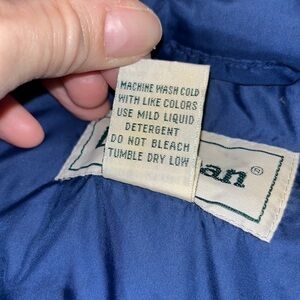 MACHINE WASH COLD
WITH LIKE COLORS
USE MILD LIQUID
DETERGENT
DO NOT BLEACH
TUMBLE DRY LOW